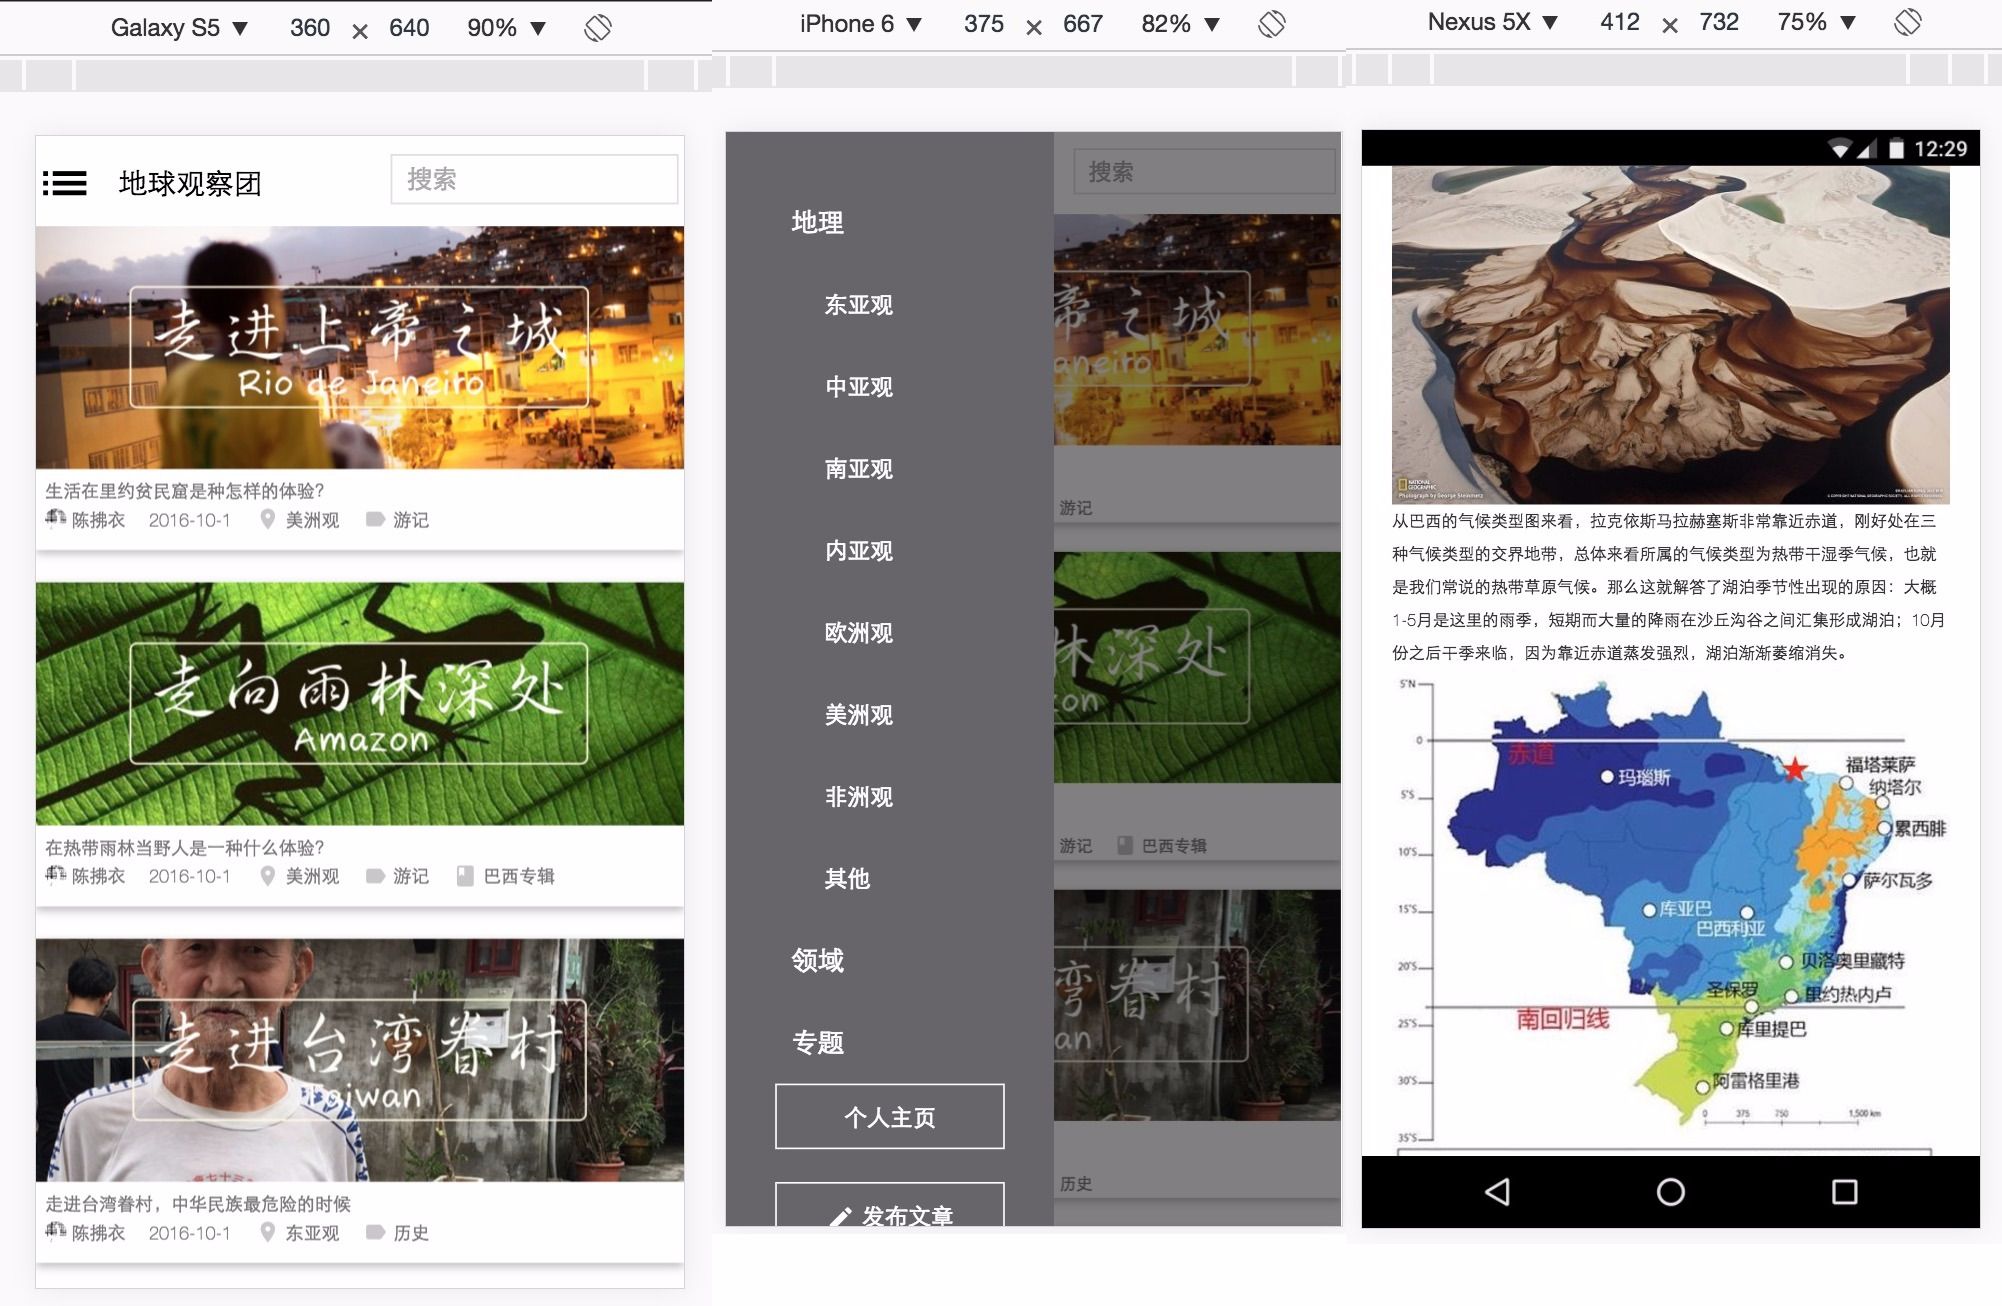 Galaxy S5 ▼ 360 × 640 90% ▼
地球观察团
搜索
走进上帝之城
Rio de Janeiro
生活在里约贫民窟是种怎样的体验?
陈拂衣 2016-10-1 美洲观 游记
走向雨林深处
Amazon
在热带雨林当野人是一种什么体验?
陈拂衣 2016-10-1 美洲观 游记 巴西专辑
走进台湾眷村
Taiwan
走进台湾眷村，中华民族最危险的时候
陈拂衣 2016-10-1 东亚观 历史
iPhone 6 ▼ 375 × 667 82% ▼
地理
东亚观
中亚观
南亚观
内亚观
欧洲观
美洲观
非洲观
其他
领域
专题
个人主页
发布文章
搜索
帝之城
aneiro
游记
林深处
on
游记 巴西专辑
湾眷村
an
历史
Nexus 5X ▼ 412 × 732 75% ▼
12:29
NATIONAL
GEOGRAPHIC
Photograph by George Steinmetz
从巴西的气候类型图来看，拉克依斯马拉赫塞斯非常靠近赤道，刚好处在三
种气候类型的交界地带，总体来看所属的气候类型为热带干湿季气候，也就
是我们常说的热带草原气候。那么这就解答了湖泊季节性出现的原因：大概
1-5月是这里的雨季，短期而大量的降雨在沙丘沟谷之间汇集形成湖泊；10月
份之后干季来临，因为靠近赤道蒸发强烈，湖泊渐渐萎缩消失。
5°N
0
赤道
玛瑙斯
福塔莱萨
纳塔尔
5°S
累西腓
10°S
萨尔瓦多
15°S
库亚巴
巴西利亚
20°S
贝洛奥里藏特
圣保罗
里约热内卢
南回归线
25°S
库里提巴
30°S
阿雷格里港
0 375 750 1,500 km
35°S